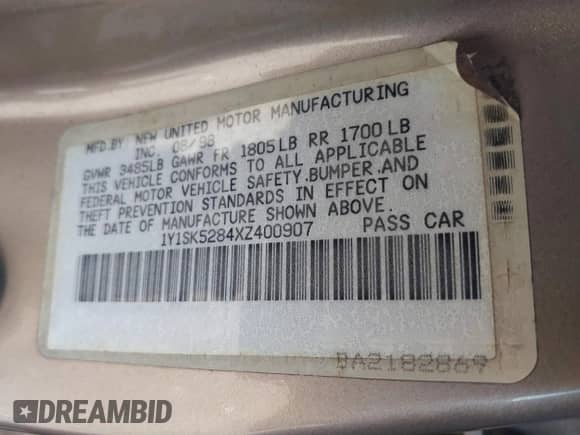 MFD.BY NEW UNITED MOTOR MANUFACTURING
INC. 08/98
GVWR 3485LB GAWR FR 1805LB RR 1700LB
THIS VEHICLE CONFORMS TO ALL APPLICABLE
FEDERAL MOTOR VEHICLE SAFETY.BUMPER.AND
THEFT PREVENTION STANDARDS IN EFFECT ON
THE DATE OF MANUFACTURE SHOWN ABOVE.
1Y1SK5284XZ400907 PASS CAR
BA2182869
DREAMBID